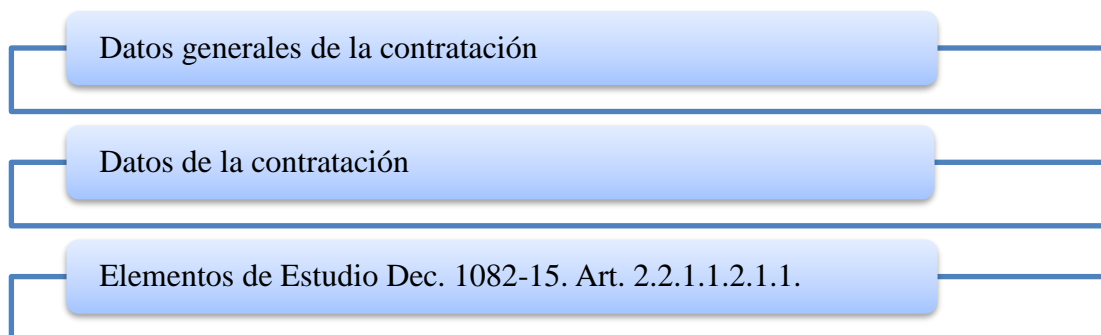 Datos generales de la contratación
Datos de la contratación
Elementos de Estudio Dec. 1082-15. Art. 2.2.1.1.2.1.1.